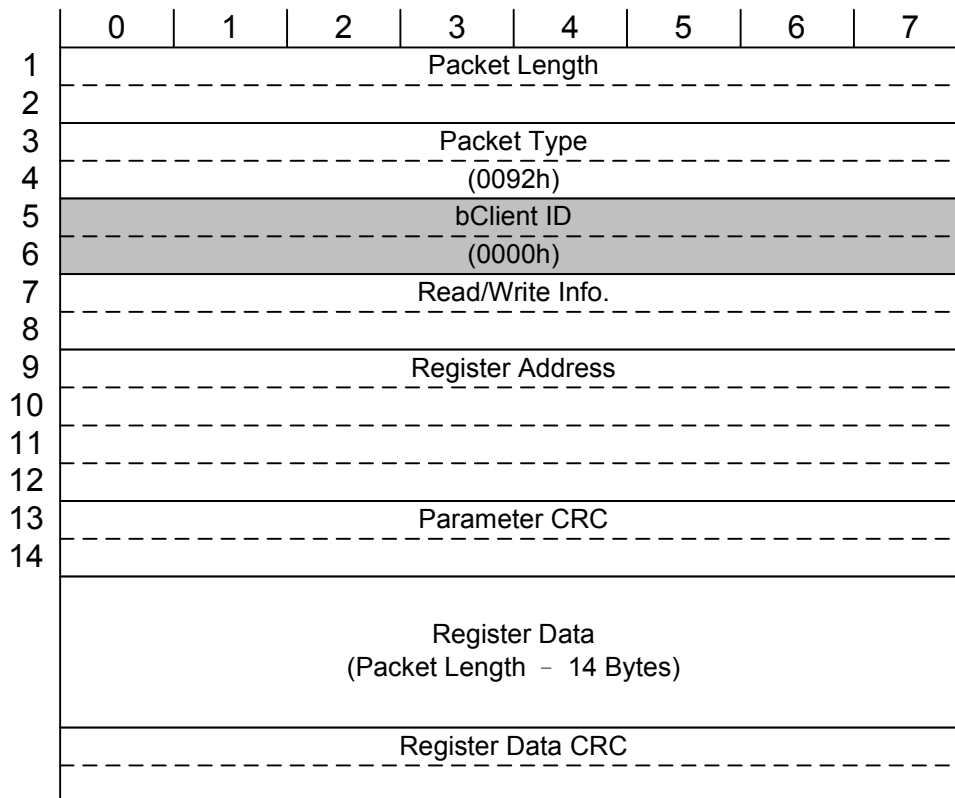 0 1 2 3 4 5 6 7
1 Packet Length
2
3 Packet Type
4 (0092h)
5 bClient ID
6 (0000h)
7 Read/Write Info.
8
9 Register Address
10
11
12
13 Parameter CRC
14
Register Data
(Packet Length – 14 Bytes)
Register Data CRC